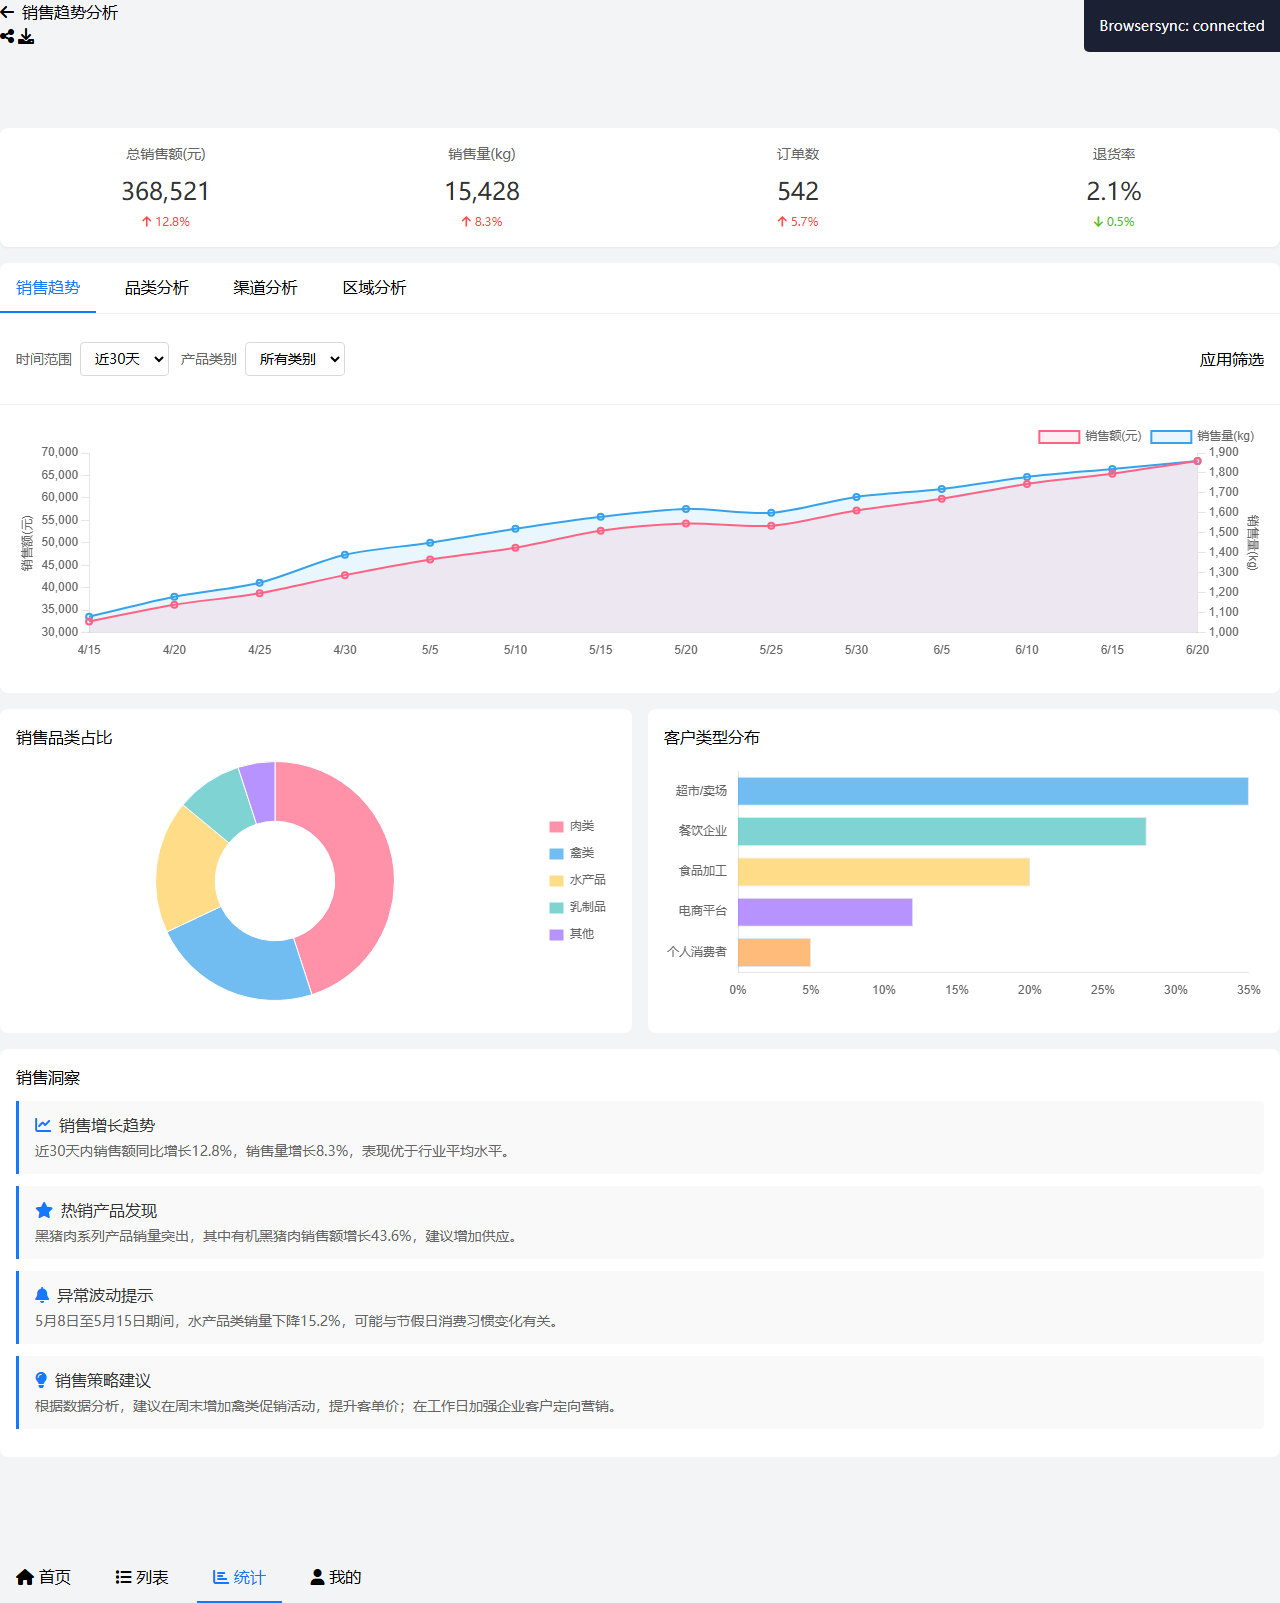 销售趋势分析
Browsersync: connected
总销售额(元)
368,521
12.8%
销售量(kg)
15,428
8.3%
订单数
542
5.7%
退货率
2.1%
0.5%
销售趋势 品类分析 渠道分析 区域分析
时间范围 近30天 产品类别 所有类别 应用筛选
销售额(元) 销售量(kg)
销售额(元)
70,000
65,000
60,000
55,000
50,000
45,000
40,000
35,000
30,000
1,900
1,800
1,700
1,600
1,500
1,400
1,300
1,200
1,100
1,000
销售量(kg)
4/15 4/20 4/25 4/30 5/5 5/10 5/15 5/20 5/25 5/30 6/5 6/10 6/15 6/20
销售品类占比
肉类
禽类
水产品
乳制品
其他
客户类型分布
超市/卖场
餐饮企业
食品加工
电商平台
个人消费者
0% 5% 10% 15% 20% 25% 30% 35%
销售洞察
销售增长趋势
近30天内销售额同比增长12.8%，销售量增长8.3%，表现优于行业平均水平。
热销产品发现
黑猪肉系列产品销量突出，其中有机黑猪肉销售额增长43.6%，建议增加供应。
异常波动提示
5月8日至5月15日期间，水产品类销量下降15.2%，可能与节假日消费习惯变化有关。
销售策略建议
根据数据分析，建议在周末增加禽类促销活动，提升客单价；在工作日加强企业客户定向营销。
首页 列表 统计 我的